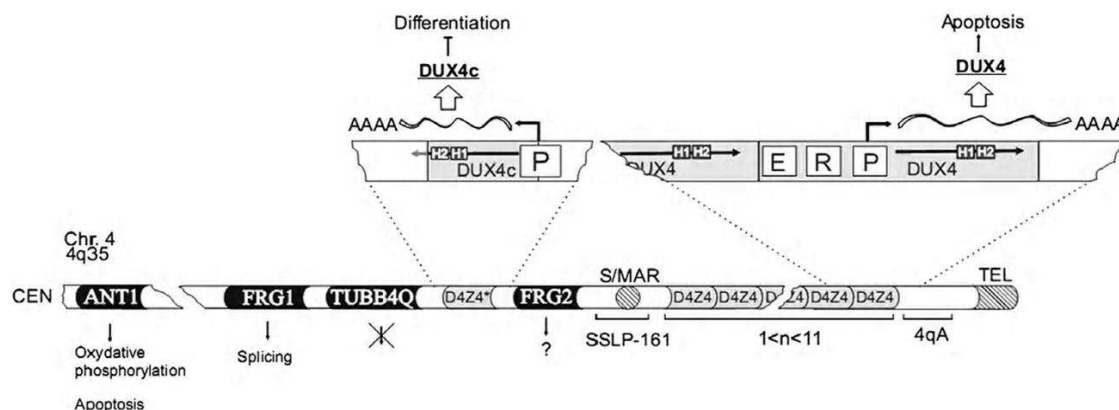 Differentiation
Apoptosis
DUX4c
DUX4
AAAA
AAAA
H2 H1
P
H1 H2
E
R
P
H1 H2
DUX4c
DUX4
DUX4
Chr. 4
4q35
S/MAR
TEL
CEN
ANT1
FRG1
TUBB4Q
D4Z4*
FRG2
D4Z4
D4Z4
D
Z4
D4Z4
D4Z4
SSLP-161
1<n<11
4qA
Oxydative
phosphorylation
Splicing
?
Apoptosis